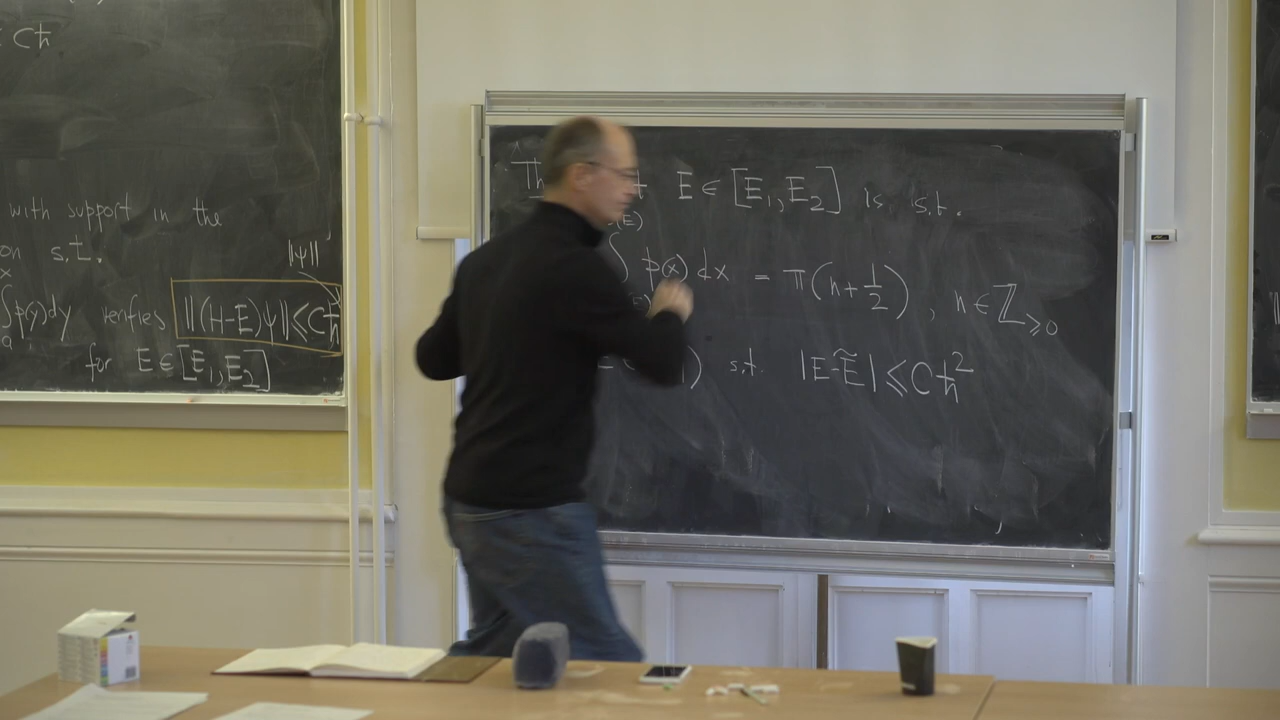 Cħ
with support in the
on s.t.
x ‖ψ‖
∫p(y)dy verifies ‖(H-E)ψ‖⩽Cħ
a
for E∈[E₁,E₂]
E∈[E₁,E₂] is s.t.
(E)
∫ p(x)dx = π(n+1/2), n∈ℤ⩾0
s.t. |E-Ẽ|⩽Cħ²